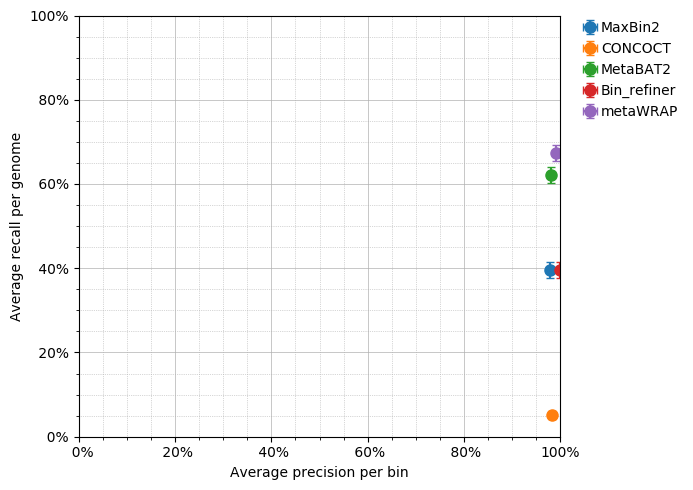 100%
80%
60%
40%
20%
0%
0%
20%
40%
60%
80%
100%
Average precision per bin
Average recall per genome
MaxBin2
CONCOCT
MetaBAT2
Bin_refiner
metaWRAP